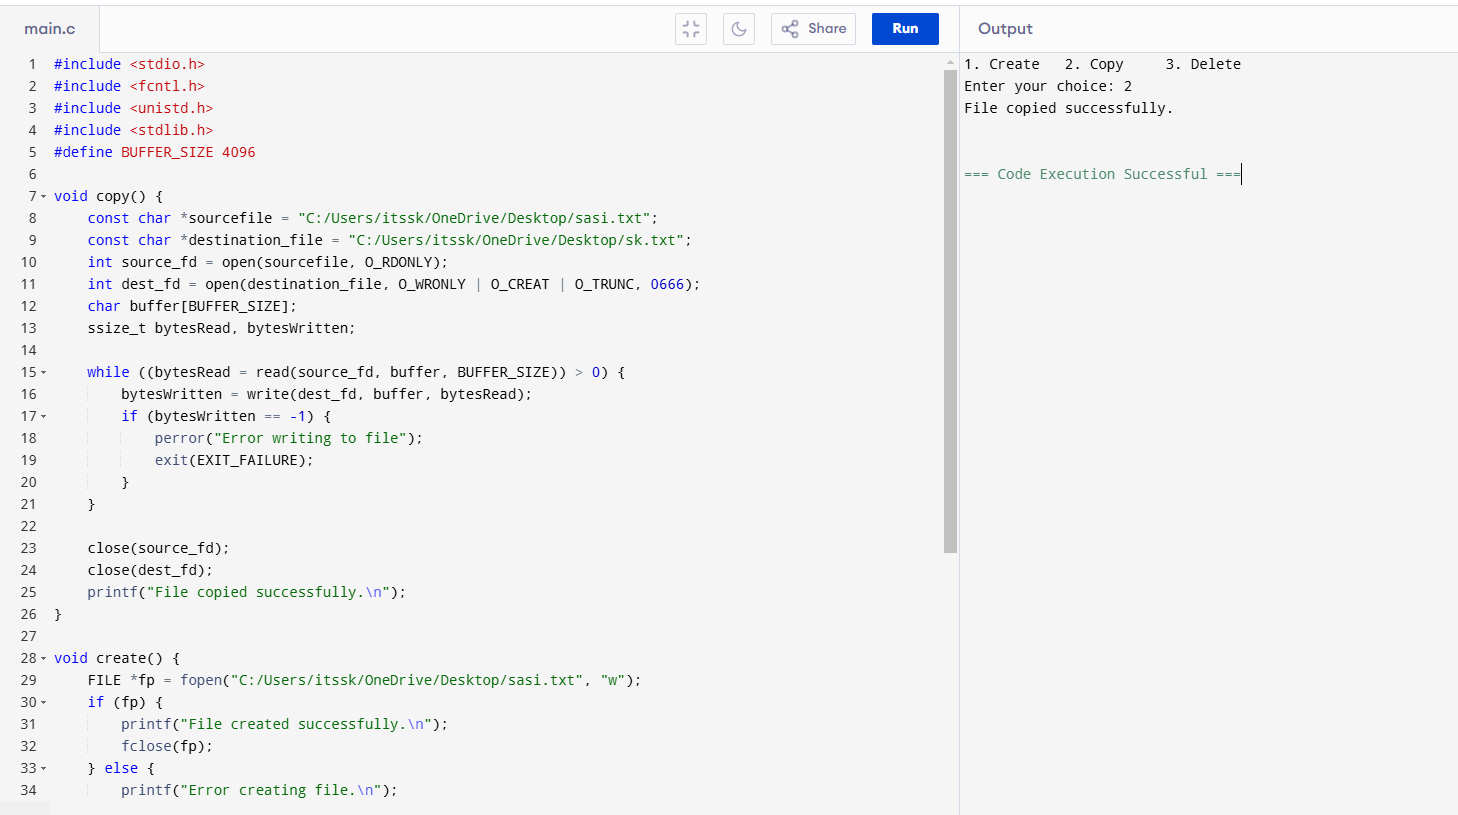 main.c
Share
Run
Output
1 #include <stdio.h>
2 #include <fcntl.h>
3 #include <unistd.h>
4 #include <stdlib.h>
5 #define BUFFER_SIZE 4096
6
7 void copy() {
8     const char *sourcefile = "C:/Users/itssk/OneDrive/Desktop/sasi.txt";
9     const char *destination_file = "C:/Users/itssk/OneDrive/Desktop/sk.txt";
10     int source_fd = open(sourcefile, O_RDONLY);
11     int dest_fd = open(destination_file, O_WRONLY | O_CREAT | O_TRUNC, 0666);
12     char buffer[BUFFER_SIZE];
13     ssize_t bytesRead, bytesWritten;
14
15     while ((bytesRead = read(source_fd, buffer, BUFFER_SIZE)) > 0) {
16         bytesWritten = write(dest_fd, buffer, bytesRead);
17         if (bytesWritten == -1) {
18             perror("Error writing to file");
19             exit(EXIT_FAILURE);
20         }
21     }
22
23     close(source_fd);
24     close(dest_fd);
25     printf("File copied successfully.\n");
26 }
27
28 void create() {
29     FILE *fp = fopen("C:/Users/itssk/OneDrive/Desktop/sasi.txt", "w");
30     if (fp) {
31         printf("File created successfully.\n");
32         fclose(fp);
33     } else {
34         printf("Error creating file.\n");
1. Create   2. Copy     3. Delete
Enter your choice: 2
File copied successfully.
=== Code Execution Successful ===